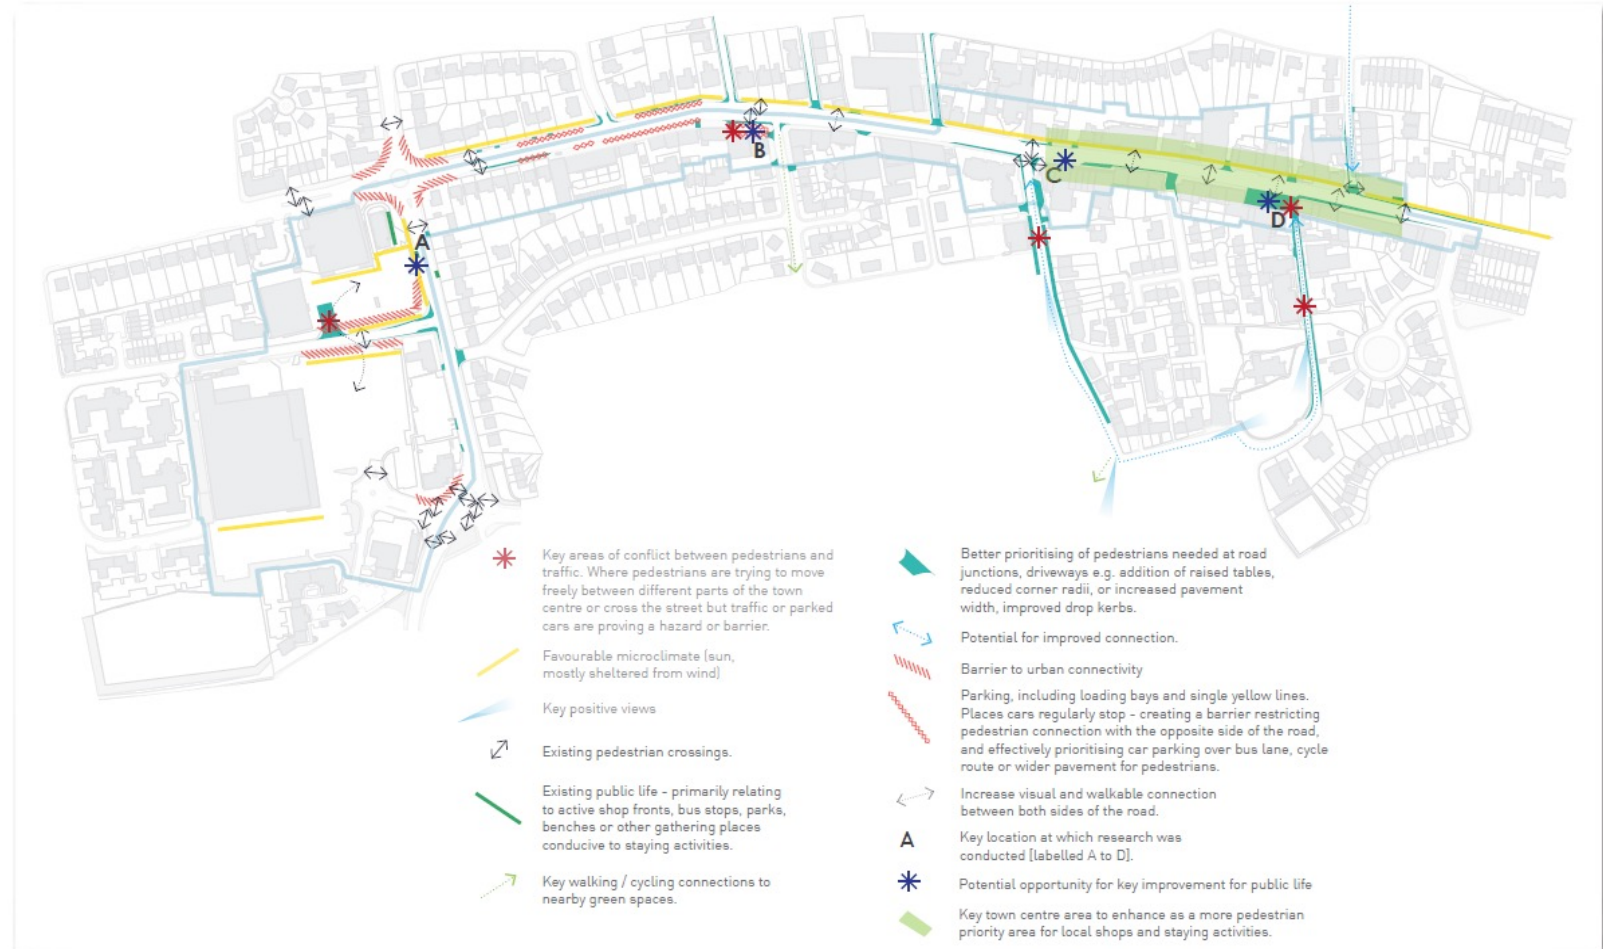 A
B
C
D
Key areas of conflict between pedestrians and
traffic. Where pedestrians are trying to move
freely between different parts of the town
centre or cross the street but traffic or parked
cars are proving a hazard or barrier.
Favourable microclimate (sun,
mostly sheltered from wind)
Key positive views
Existing pedestrian crossings.
Existing public life - primarily relating
to active shop fronts, bus stops, parks,
benches or other gathering places
conducive to staying activities.
Key walking / cycling connections to
nearby green spaces.
Better prioritising of pedestrians needed at road
junctions, driveways e.g. addition of raised tables,
reduced corner radii, or increased pavement
width, improved drop kerbs.
Potential for improved connection.
Barrier to urban connectivity
Parking, including loading bays and single yellow lines.
Places cars regularly stop - creating a barrier restricting
pedestrian connection with the opposite side of the road,
and effectively prioritising car parking over bus lane, cycle
route or wider pavement for pedestrians.
Increase visual and walkable connection
between both sides of the road.
A
Key location at which research was
conducted [labelled A to D].
Potential opportunity for key improvement for public life
Key town centre area to enhance as a more pedestrian
priority area for local shops and staying activities.